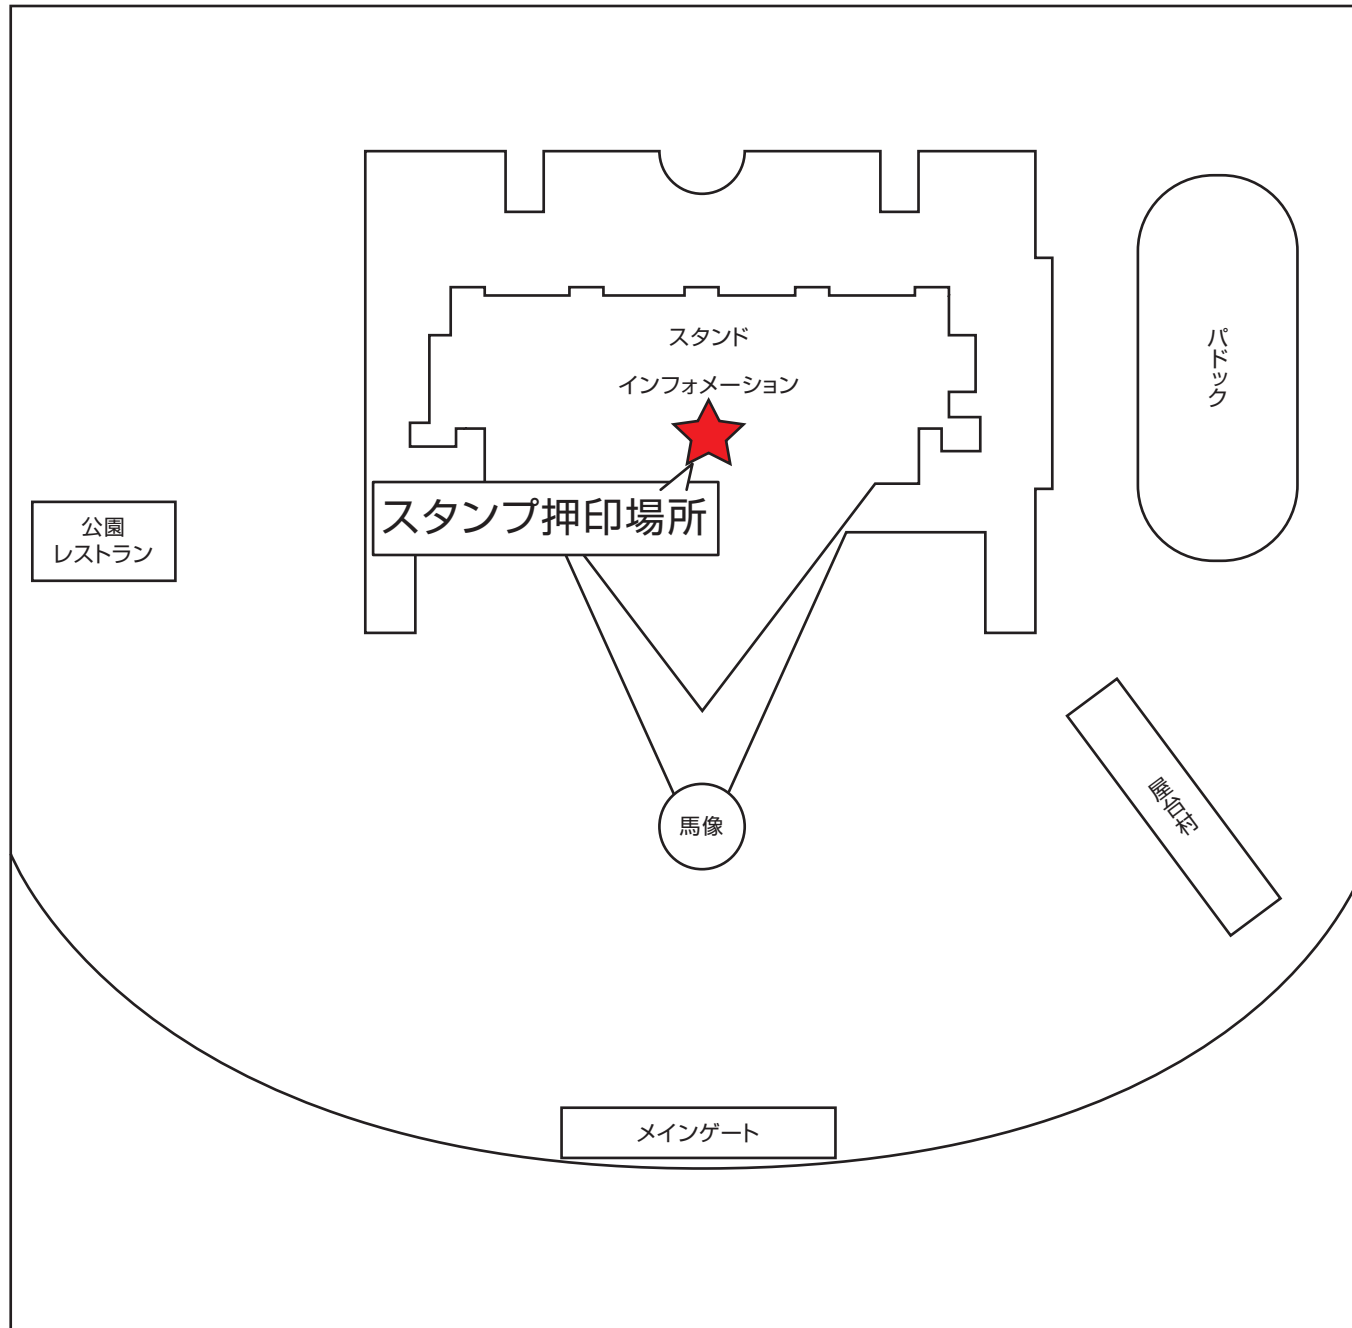 スタンド
インフォメーション
パドック
スタンプ押印場所
公園
レストラン
屋台村
馬像
メインゲート